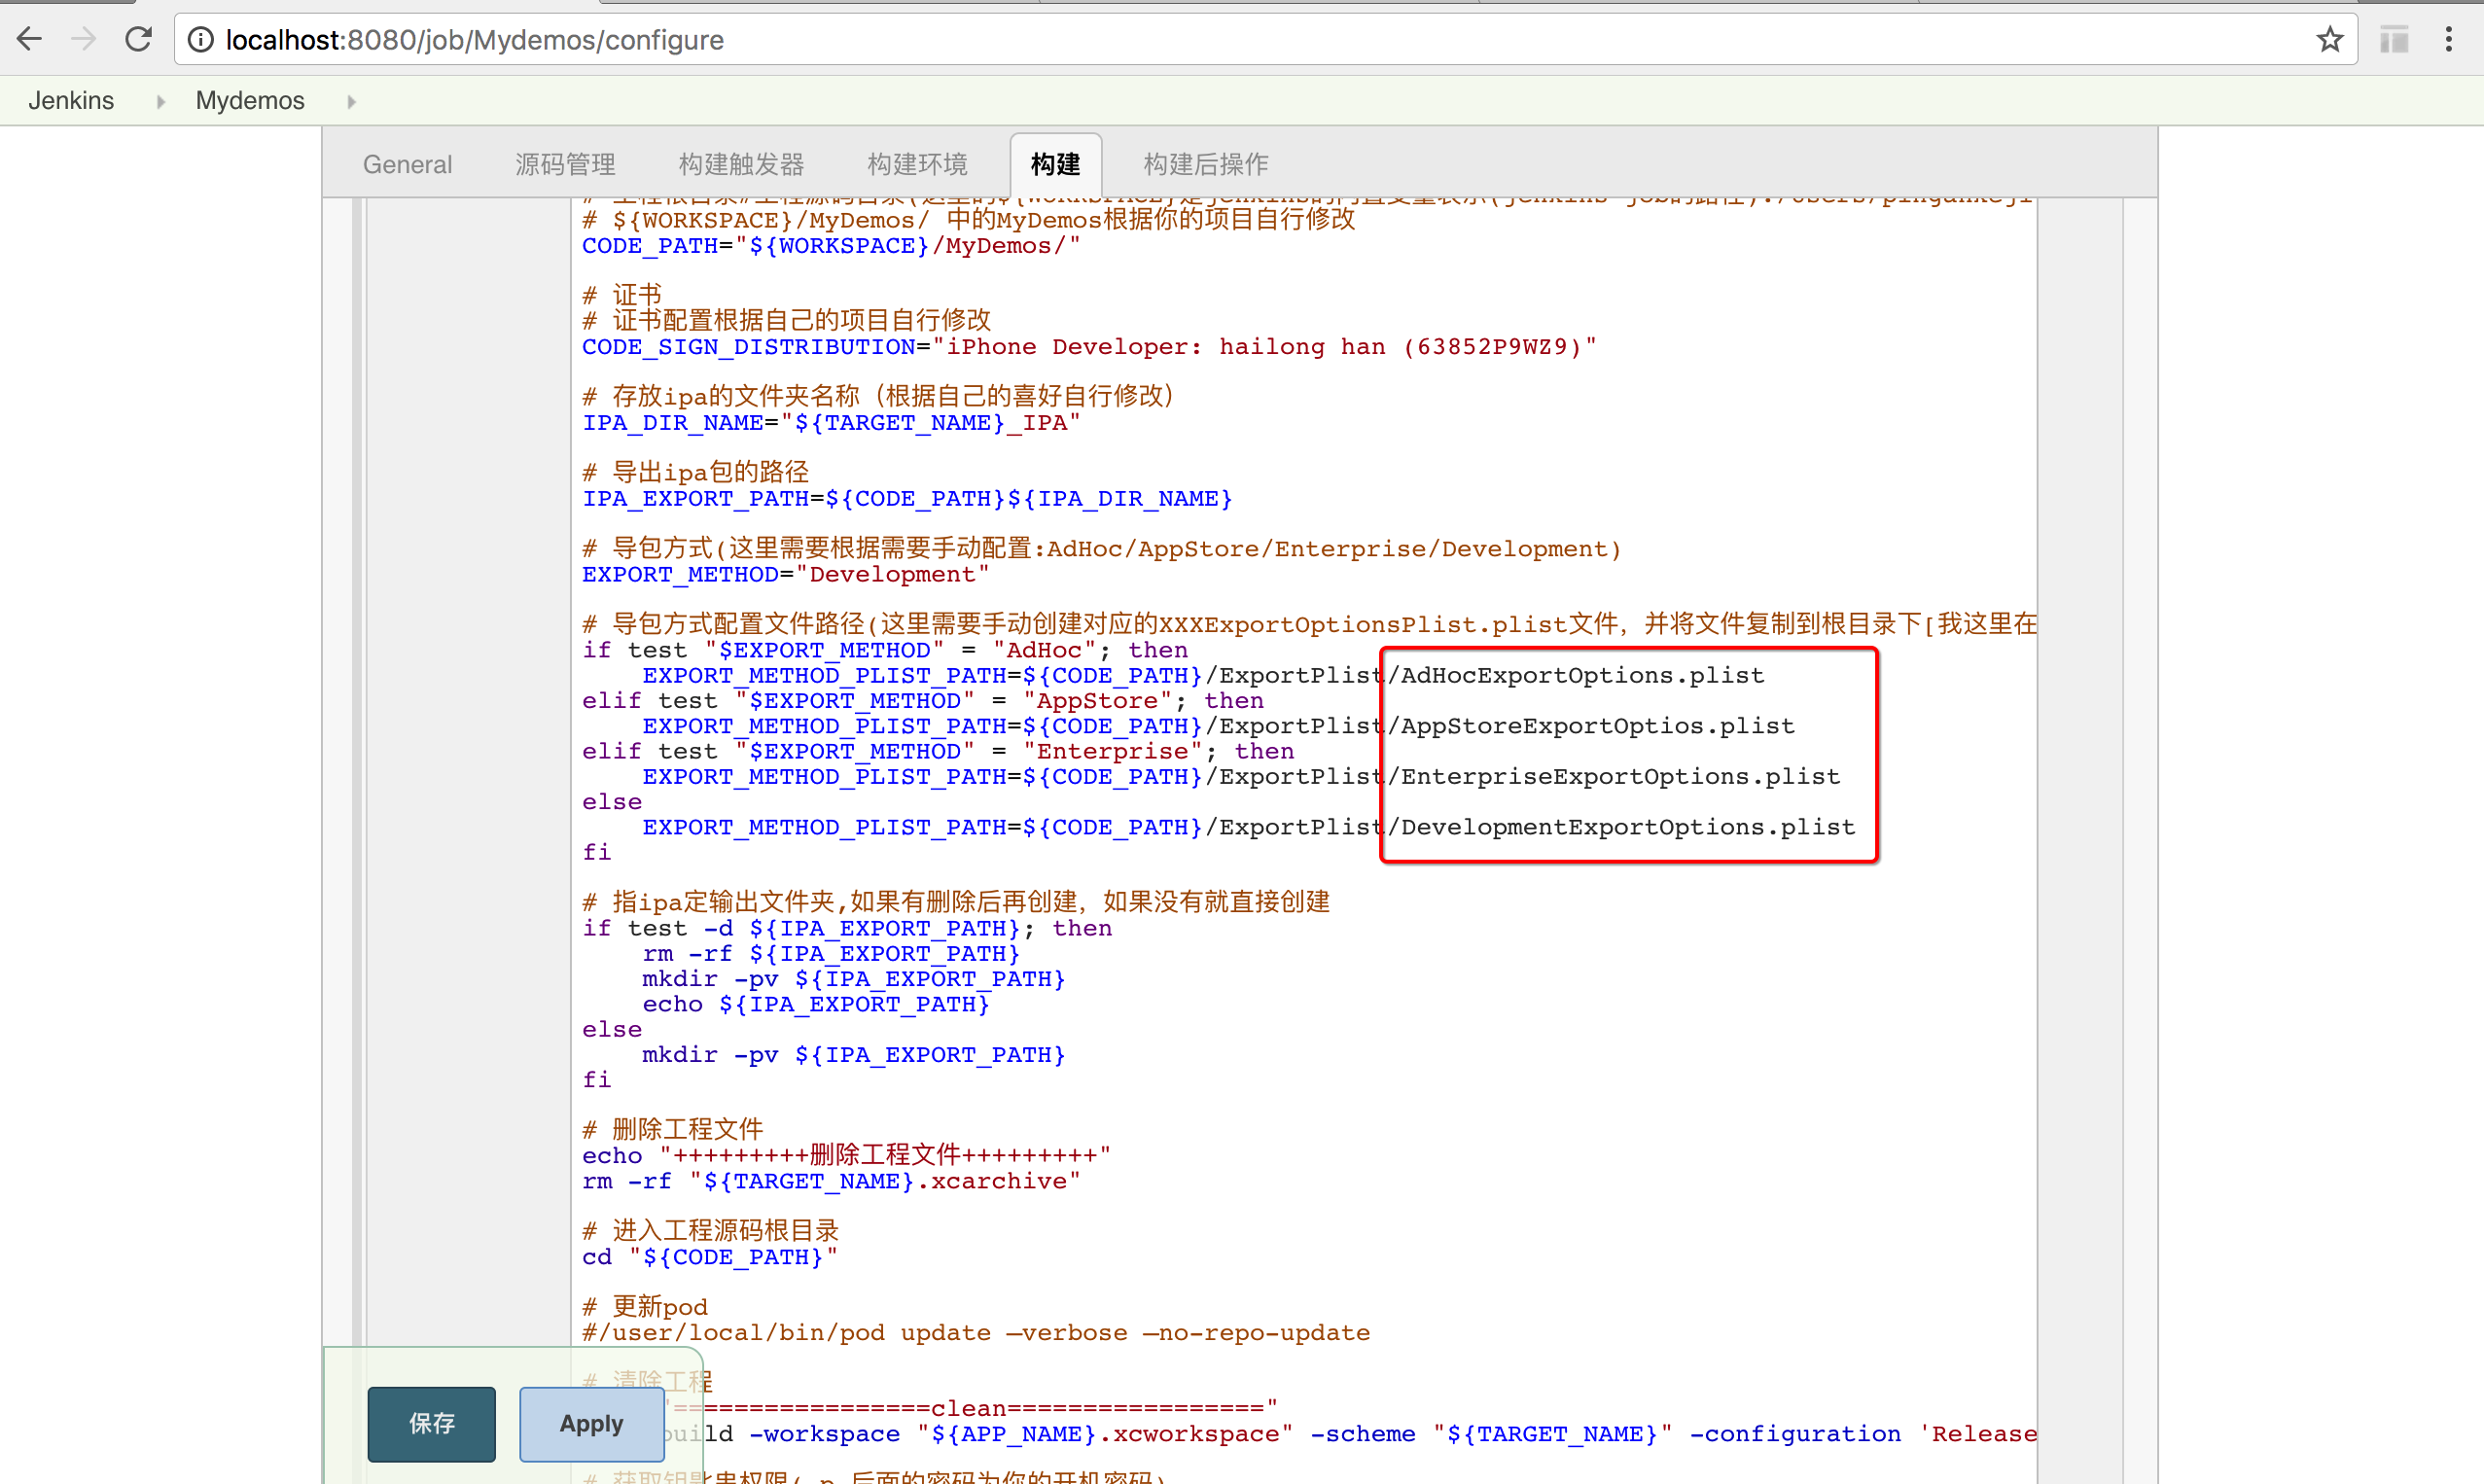 localhost:8080/job/Mydemos/configure
Jenkins Mydemos
General 源码管理 构建触发器 构建环境 构建 构建后操作
# ${WORKSPACE}/MyDemos/ 中的MyDemos根据你的项目自行修改
CODE_PATH="${WORKSPACE}/MyDemos/"
# 证书
# 证书配置根据自己的项目自行修改
CODE_SIGN_DISTRIBUTION="iPhone Developer: hailong han (63852P9WZ9)"
# 存放ipa的文件夹名称（根据自己的喜好自行修改）
IPA_DIR_NAME="${TARGET_NAME}_IPA"
# 导出ipa包的路径
IPA_EXPORT_PATH=${CODE_PATH}${IPA_DIR_NAME}
# 导包方式(这里需要根据需要手动配置:AdHoc/AppStore/Enterprise/Development)
EXPORT_METHOD="Development"
# 导包方式配置文件路径(这里需要手动创建对应的XXXExportOptionsPlist.plist文件，并将文件复制到根目录下[我这里在
if test "$EXPORT_METHOD" = "AdHoc"; then
EXPORT_METHOD_PLIST_PATH=${CODE_PATH}/ExportPlist/AdHocExportOptions.plist
elif test "$EXPORT_METHOD" = "AppStore"; then
EXPORT_METHOD_PLIST_PATH=${CODE_PATH}/ExportPlist/AppStoreExportOptios.plist
elif test "$EXPORT_METHOD" = "Enterprise"; then
EXPORT_METHOD_PLIST_PATH=${CODE_PATH}/ExportPlist/EnterpriseExportOptions.plist
else
EXPORT_METHOD_PLIST_PATH=${CODE_PATH}/ExportPlist/DevelopmentExportOptions.plist
fi
# 指ipa定输出文件夹,如果有删除后再创建，如果没有就直接创建
if test -d ${IPA_EXPORT_PATH}; then
rm -rf ${IPA_EXPORT_PATH}
mkdir -pv ${IPA_EXPORT_PATH}
echo ${IPA_EXPORT_PATH}
else
mkdir -pv ${IPA_EXPORT_PATH}
fi
# 删除工程文件
echo "+++++++++删除工程文件+++++++++"
rm -rf "${TARGET_NAME}.xcarchive"
# 进入工程源码根目录
cd "${CODE_PATH}"
# 更新pod
#/user/local/bin/pod update —verbose —no-repo-update
# 清除工程
=================clean================="
uild -workspace "${APP_NAME}.xcworkspace" -scheme "${TARGET_NAME}" -configuration 'Release
保存 Apply